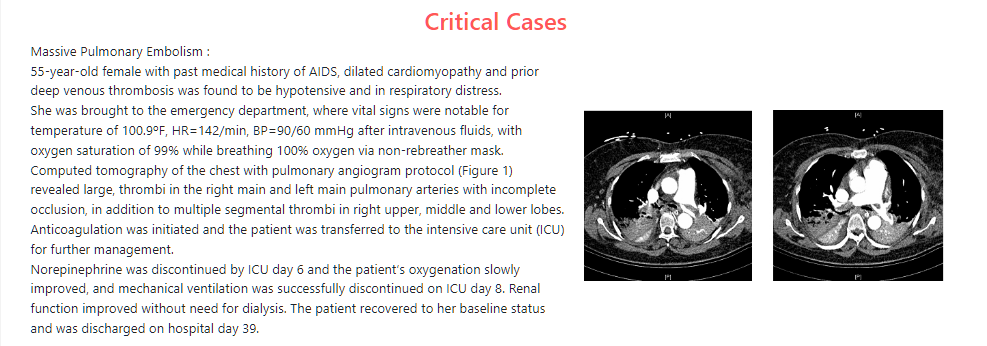 Critical Cases
Massive Pulmonary Embolism :
55-year-old female with past medical history of AIDS, dilated cardiomyopathy and prior
deep venous thrombosis was found to be hypotensive and in respiratory distress.
She was brought to the emergency department, where vital signs were notable for
temperature of 100.9ºF, HR=142/min, BP=90/60 mmHg after intravenous fluids, with
oxygen saturation of 99% while breathing 100% oxygen via non-rebreather mask.
Computed tomography of the chest with pulmonary angiogram protocol (Figure 1)
revealed large, thrombi in the right main and left main pulmonary arteries with incomplete
occlusion, in addition to multiple segmental thrombi in right upper, middle and lower lobes.
Anticoagulation was initiated and the patient was transferred to the intensive care unit (ICU)
for further management.
Norepinephrine was discontinued by ICU day 6 and the patient's oxygenation slowly
improved, and mechanical ventilation was successfully discontinued on ICU day 8. Renal
function improved without need for dialysis. The patient recovered to her baseline status
and was discharged on hospital day 39.
[A]
[A]
[P]
[P]